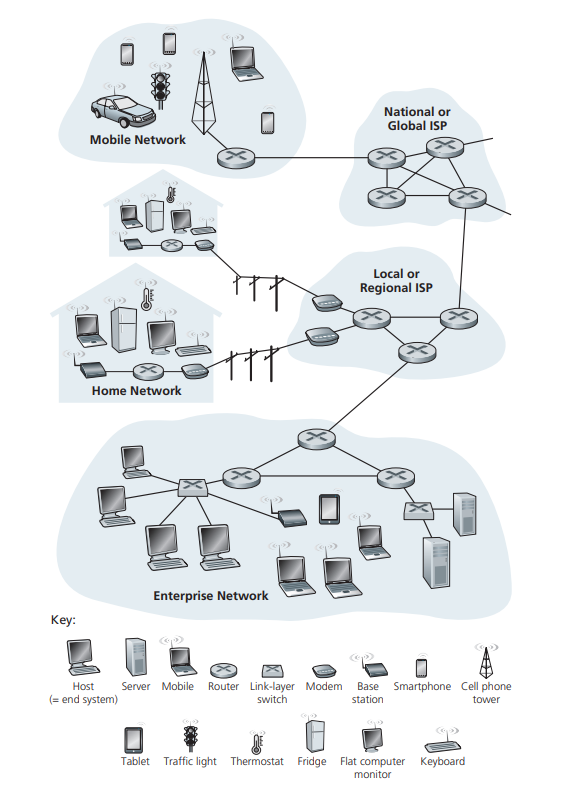 Mobile Network
National or
Global ISP
Local or
Regional ISP
Home Network
Enterprise Network
Key:
Host
(= end system)
Server
Mobile
Router
Link-layer
switch
Modem
Base
station
Smartphone
Cell phone
tower
Tablet
Traffic light
Thermostat
Fridge
Flat computer
monitor
Keyboard